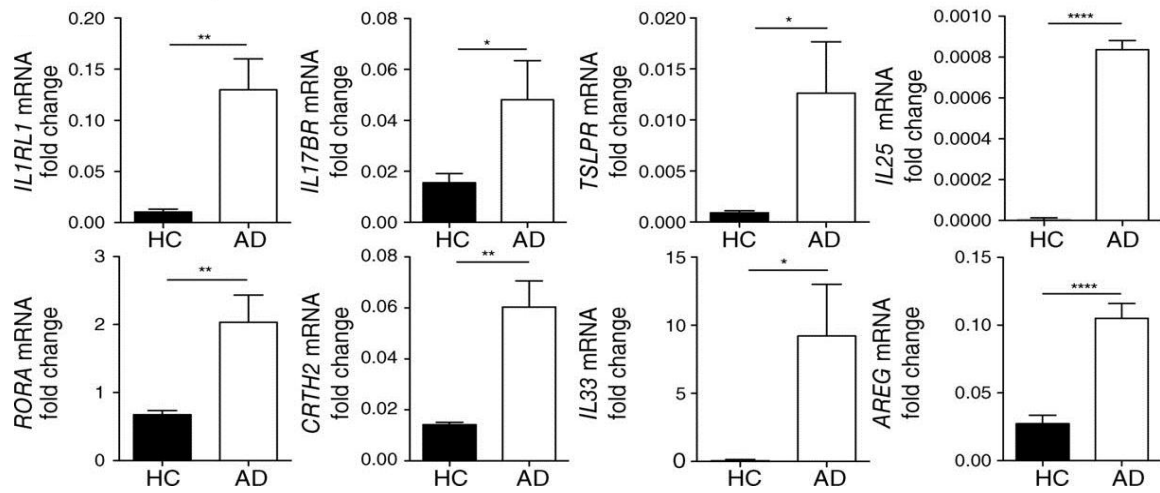 IL1RL1 mRNA
fold change
0.20
0.15
0.10
0.05
0.00
**
HC AD
IL17BR mRNA
fold change
0.08
0.06
0.04
0.02
0.00
*
HC AD
TSLPR mRNA
fold change
0.020
0.015
0.010
0.005
0.000
*
HC AD
IL25 mRNA
fold change
0.0010
0.0008
0.0006
0.0004
0.0002
0.0000
****
HC AD
RORA mRNA
fold change
3
2
1
0
**
HC AD
CRTH2 mRNA
fold change
0.08
0.06
0.04
0.02
0.00
**
HC AD
IL33 mRNA
fold change
15
10
5
0
*
HC AD
AREG mRNA
fold change
0.15
0.10
0.05
0.00
****
HC AD